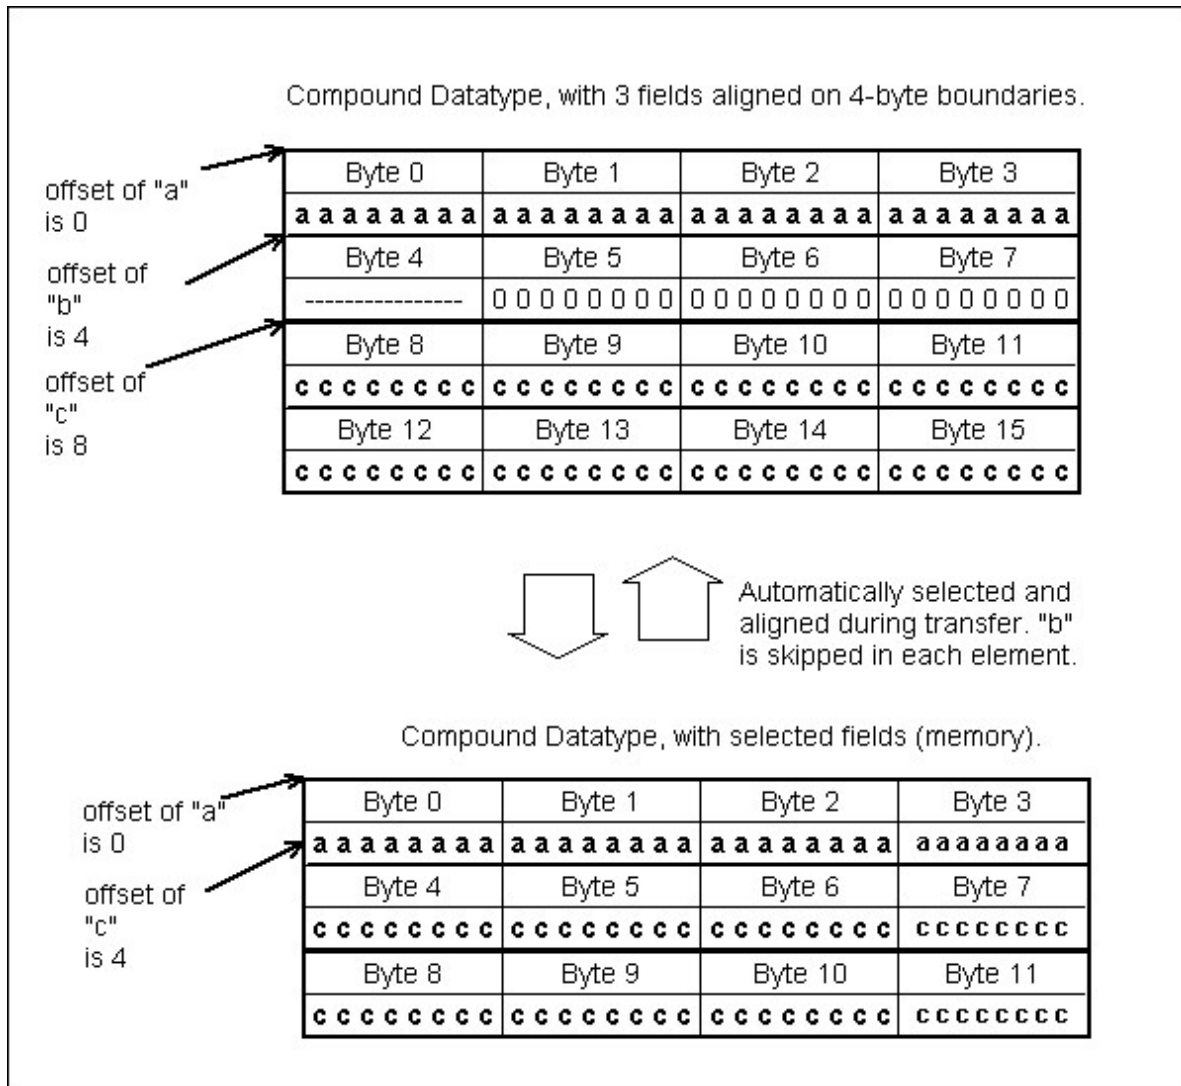 Compound Datatype, with 3 fields aligned on 4-byte boundaries.
offset of "a"
is 0
offset of
"b"
is 4
offset of
"c"
is 8
Byte 0 Byte 1 Byte 2 Byte 3
a a a a a a a a a a a a a a a a a a a a a a a a a a a a a a a a
Byte 4 Byte 5 Byte 6 Byte 7
---------------- 0 0 0 0 0 0 0 0 0 0 0 0 0 0 0 0 0 0 0 0 0 0 0 0
Byte 8 Byte 9 Byte 10 Byte 11
c c c c c c c c c c c c c c c c c c c c c c c c c c c c c c c c
Byte 12 Byte 13 Byte 14 Byte 15
c c c c c c c c c c c c c c c c c c c c c c c c c c c c c c c c
Automatically selected and
aligned during transfer. "b"
is skipped in each element.
Compound Datatype, with selected fields (memory).
offset of "a"
is 0
offset of
"c"
is 4
Byte 0 Byte 1 Byte 2 Byte 3
a a a a a a a a a a a a a a a a a a a a a a a a a a a a a a a a
Byte 4 Byte 5 Byte 6 Byte 7
c c c c c c c c c c c c c c c c c c c c c c c c c c c c c c c c
Byte 8 Byte 9 Byte 10 Byte 11
c c c c c c c c c c c c c c c c c c c c c c c c c c c c c c c c